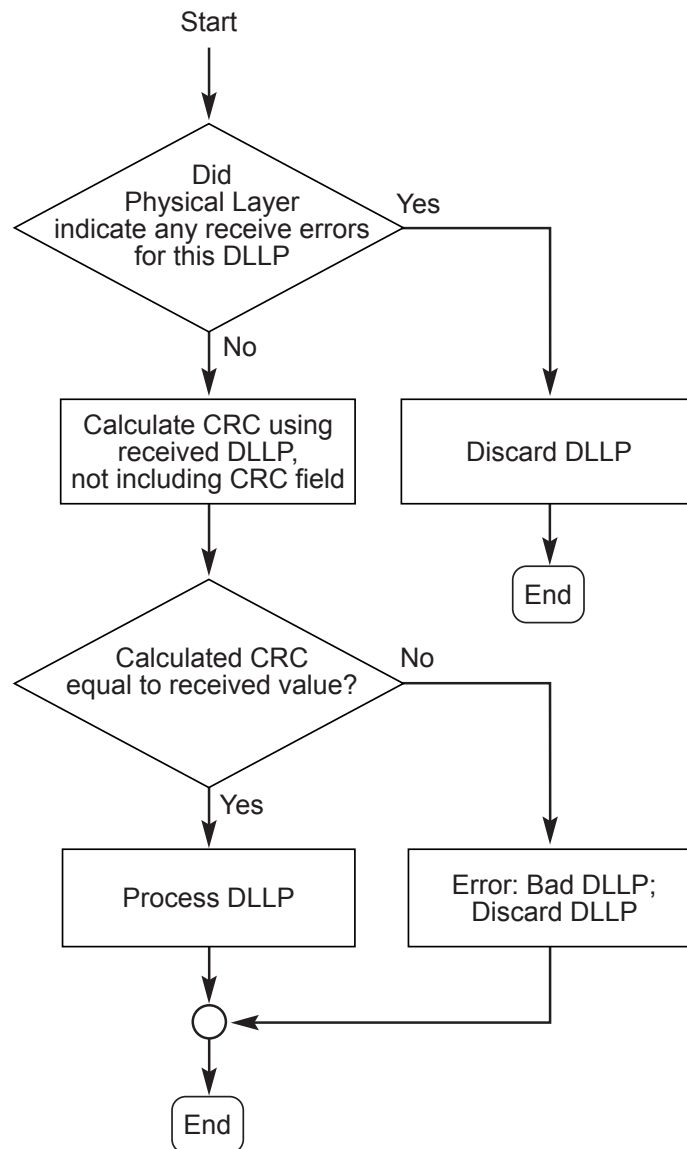 Start
Did
Physical Layer
indicate any receive errors
for this DLLP
Yes
No
Calculate CRC using
received DLLP,
not including CRC field
Discard DLLP
End
Calculated CRC
equal to received value?
No
Yes
Process DLLP
Error: Bad DLLP;
Discard DLLP
End